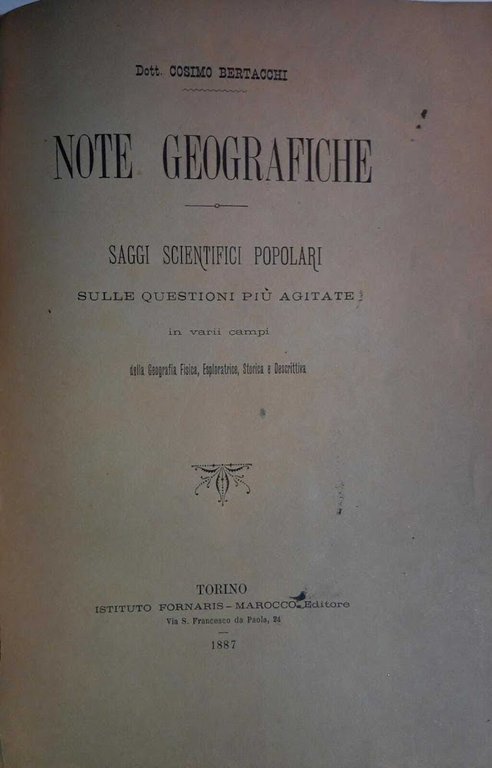 Dott. COSIMO BERTACCHI
NOTE GEOGRAFICHE
SAGGI SCIENTIFICI POPOLARI
SULLE QUESTIONI PIÙ AGITATE
in varii campi
della Geografia Fisica, Esploratrice, Storica e Descrittiva
TORINO
ISTITUTO FORNARIS - MAROCCO Editore
Via S. Francesco da Paola, 24
1887